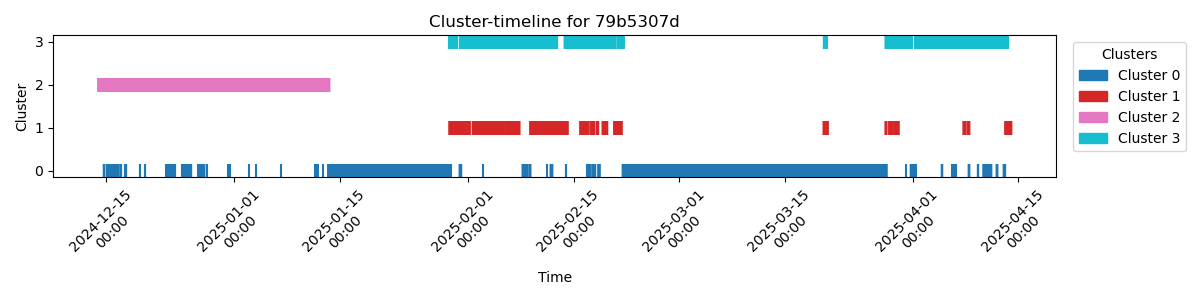 Cluster-timeline for 79b5307d
3
2
1
0
Cluster
2024-12-15
00:00
2025-01-01
00:00
2025-01-15
00:00
2025-02-01
00:00
2025-02-15
00:00
2025-03-01
00:00
2025-03-15
00:00
2025-04-01
00:00
2025-04-15
00:00
Time
Clusters
Cluster 0
Cluster 1
Cluster 2
Cluster 3